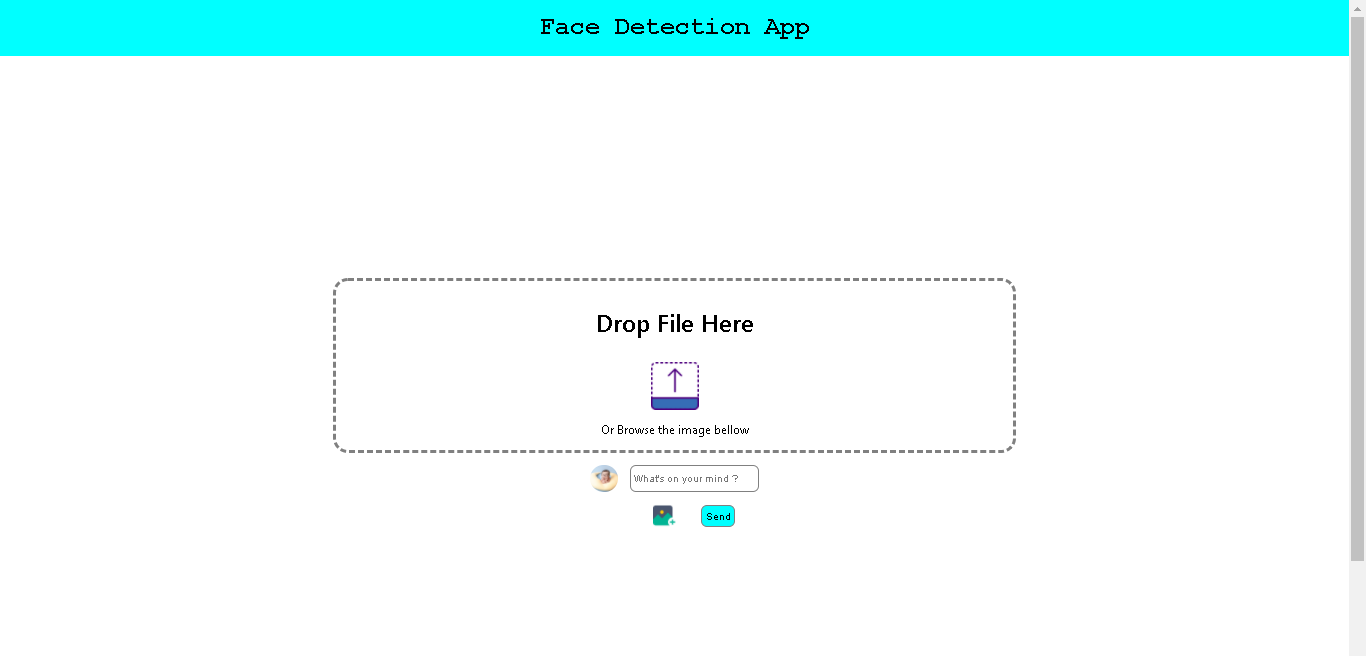 Face Detection App
Drop File Here
Or Browse the image bellow
What's on your mind ?
Send